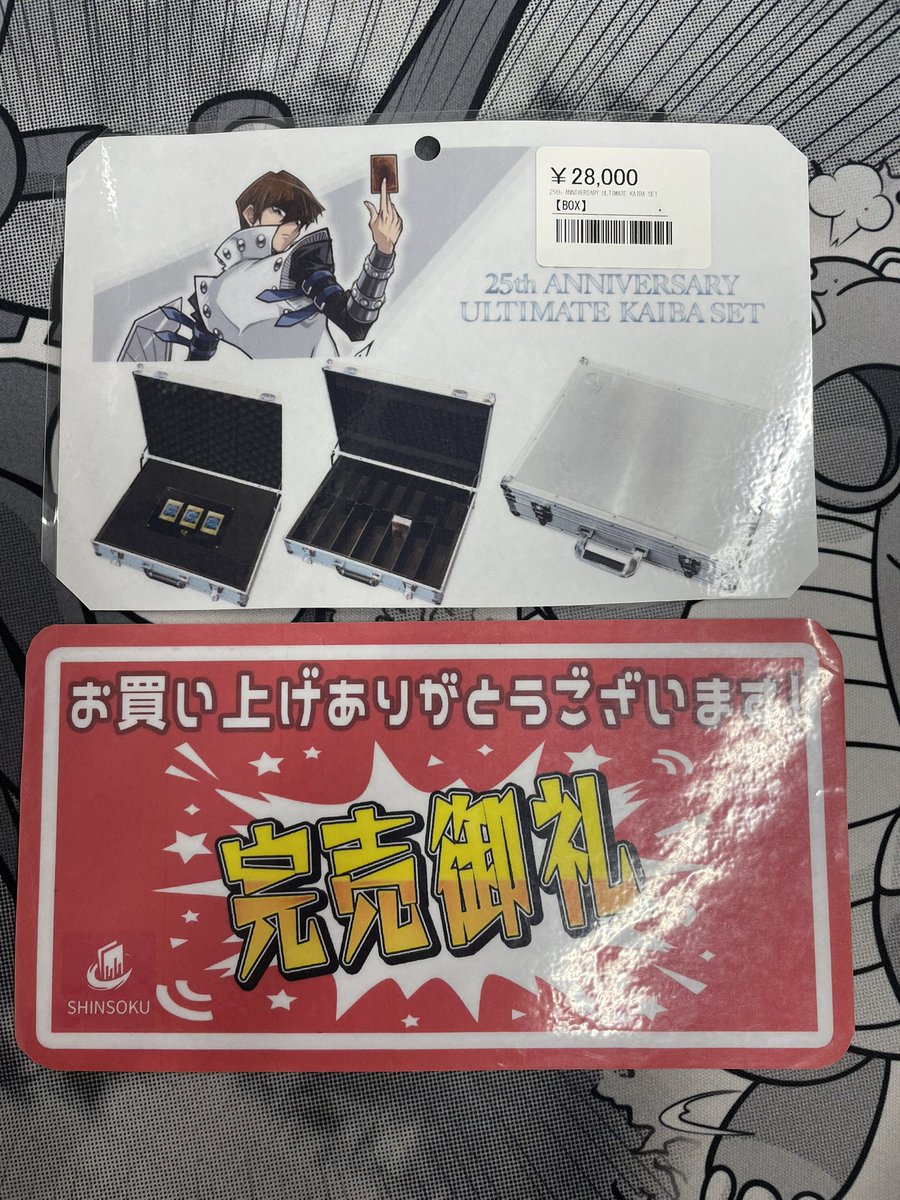 ￥28,000
25th ANNIVERSARY ULTIMATE KAIBA SET
【BOX】
25th ANNIVERSARY
ULTIMATE KAIBA SET
お買い上げありがとうございます!
完売御礼
SHINSOKU